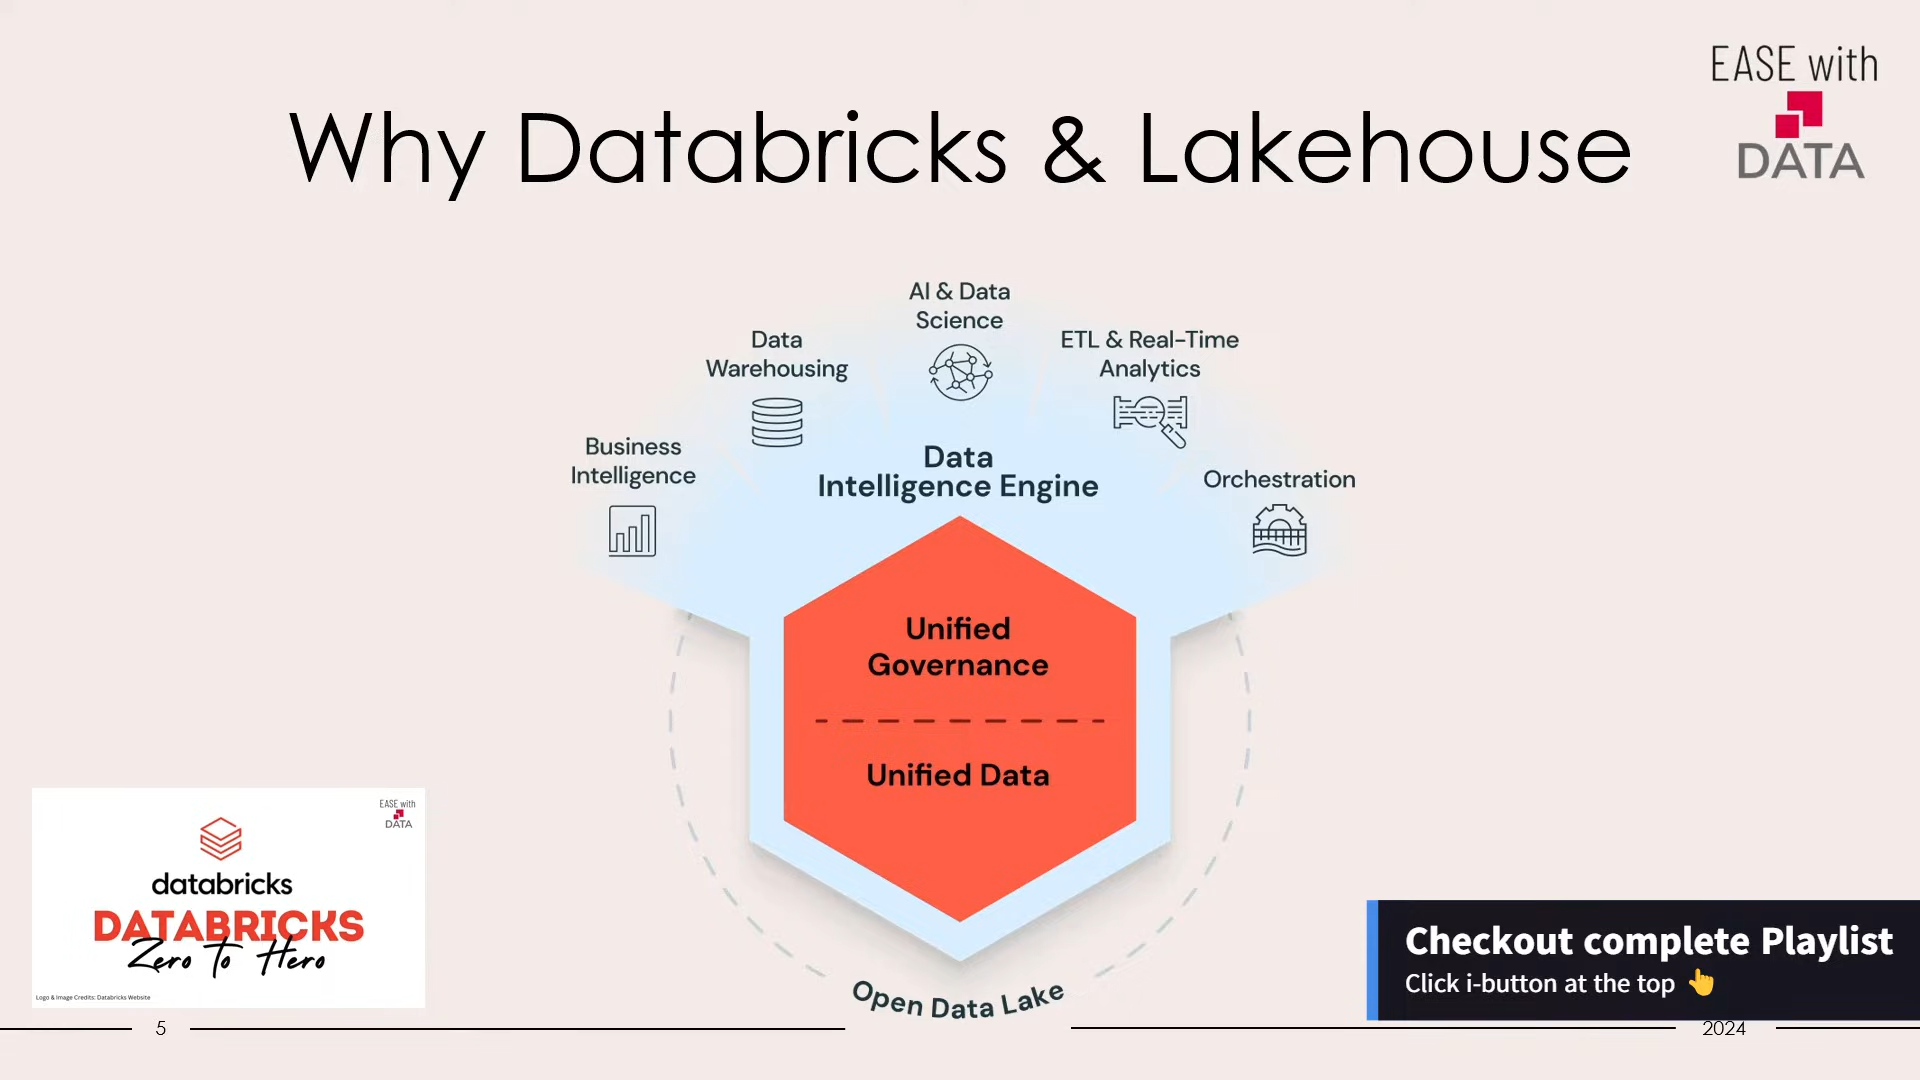 EASE with
DATA
Why Databricks & Lakehouse
AI & Data
Science
Data
Warehousing
ETL & Real-Time
Analytics
Business
Intelligence
Orchestration
Data
Intelligence Engine
Unified
Governance
Unified Data
Open Data Lake
EASE with
DATA
databricks
DATABRICKS
Zero To Hero
Logo & Image Credits: Databricks Website
Checkout complete Playlist
Click i-button at the top 👆
5
2024